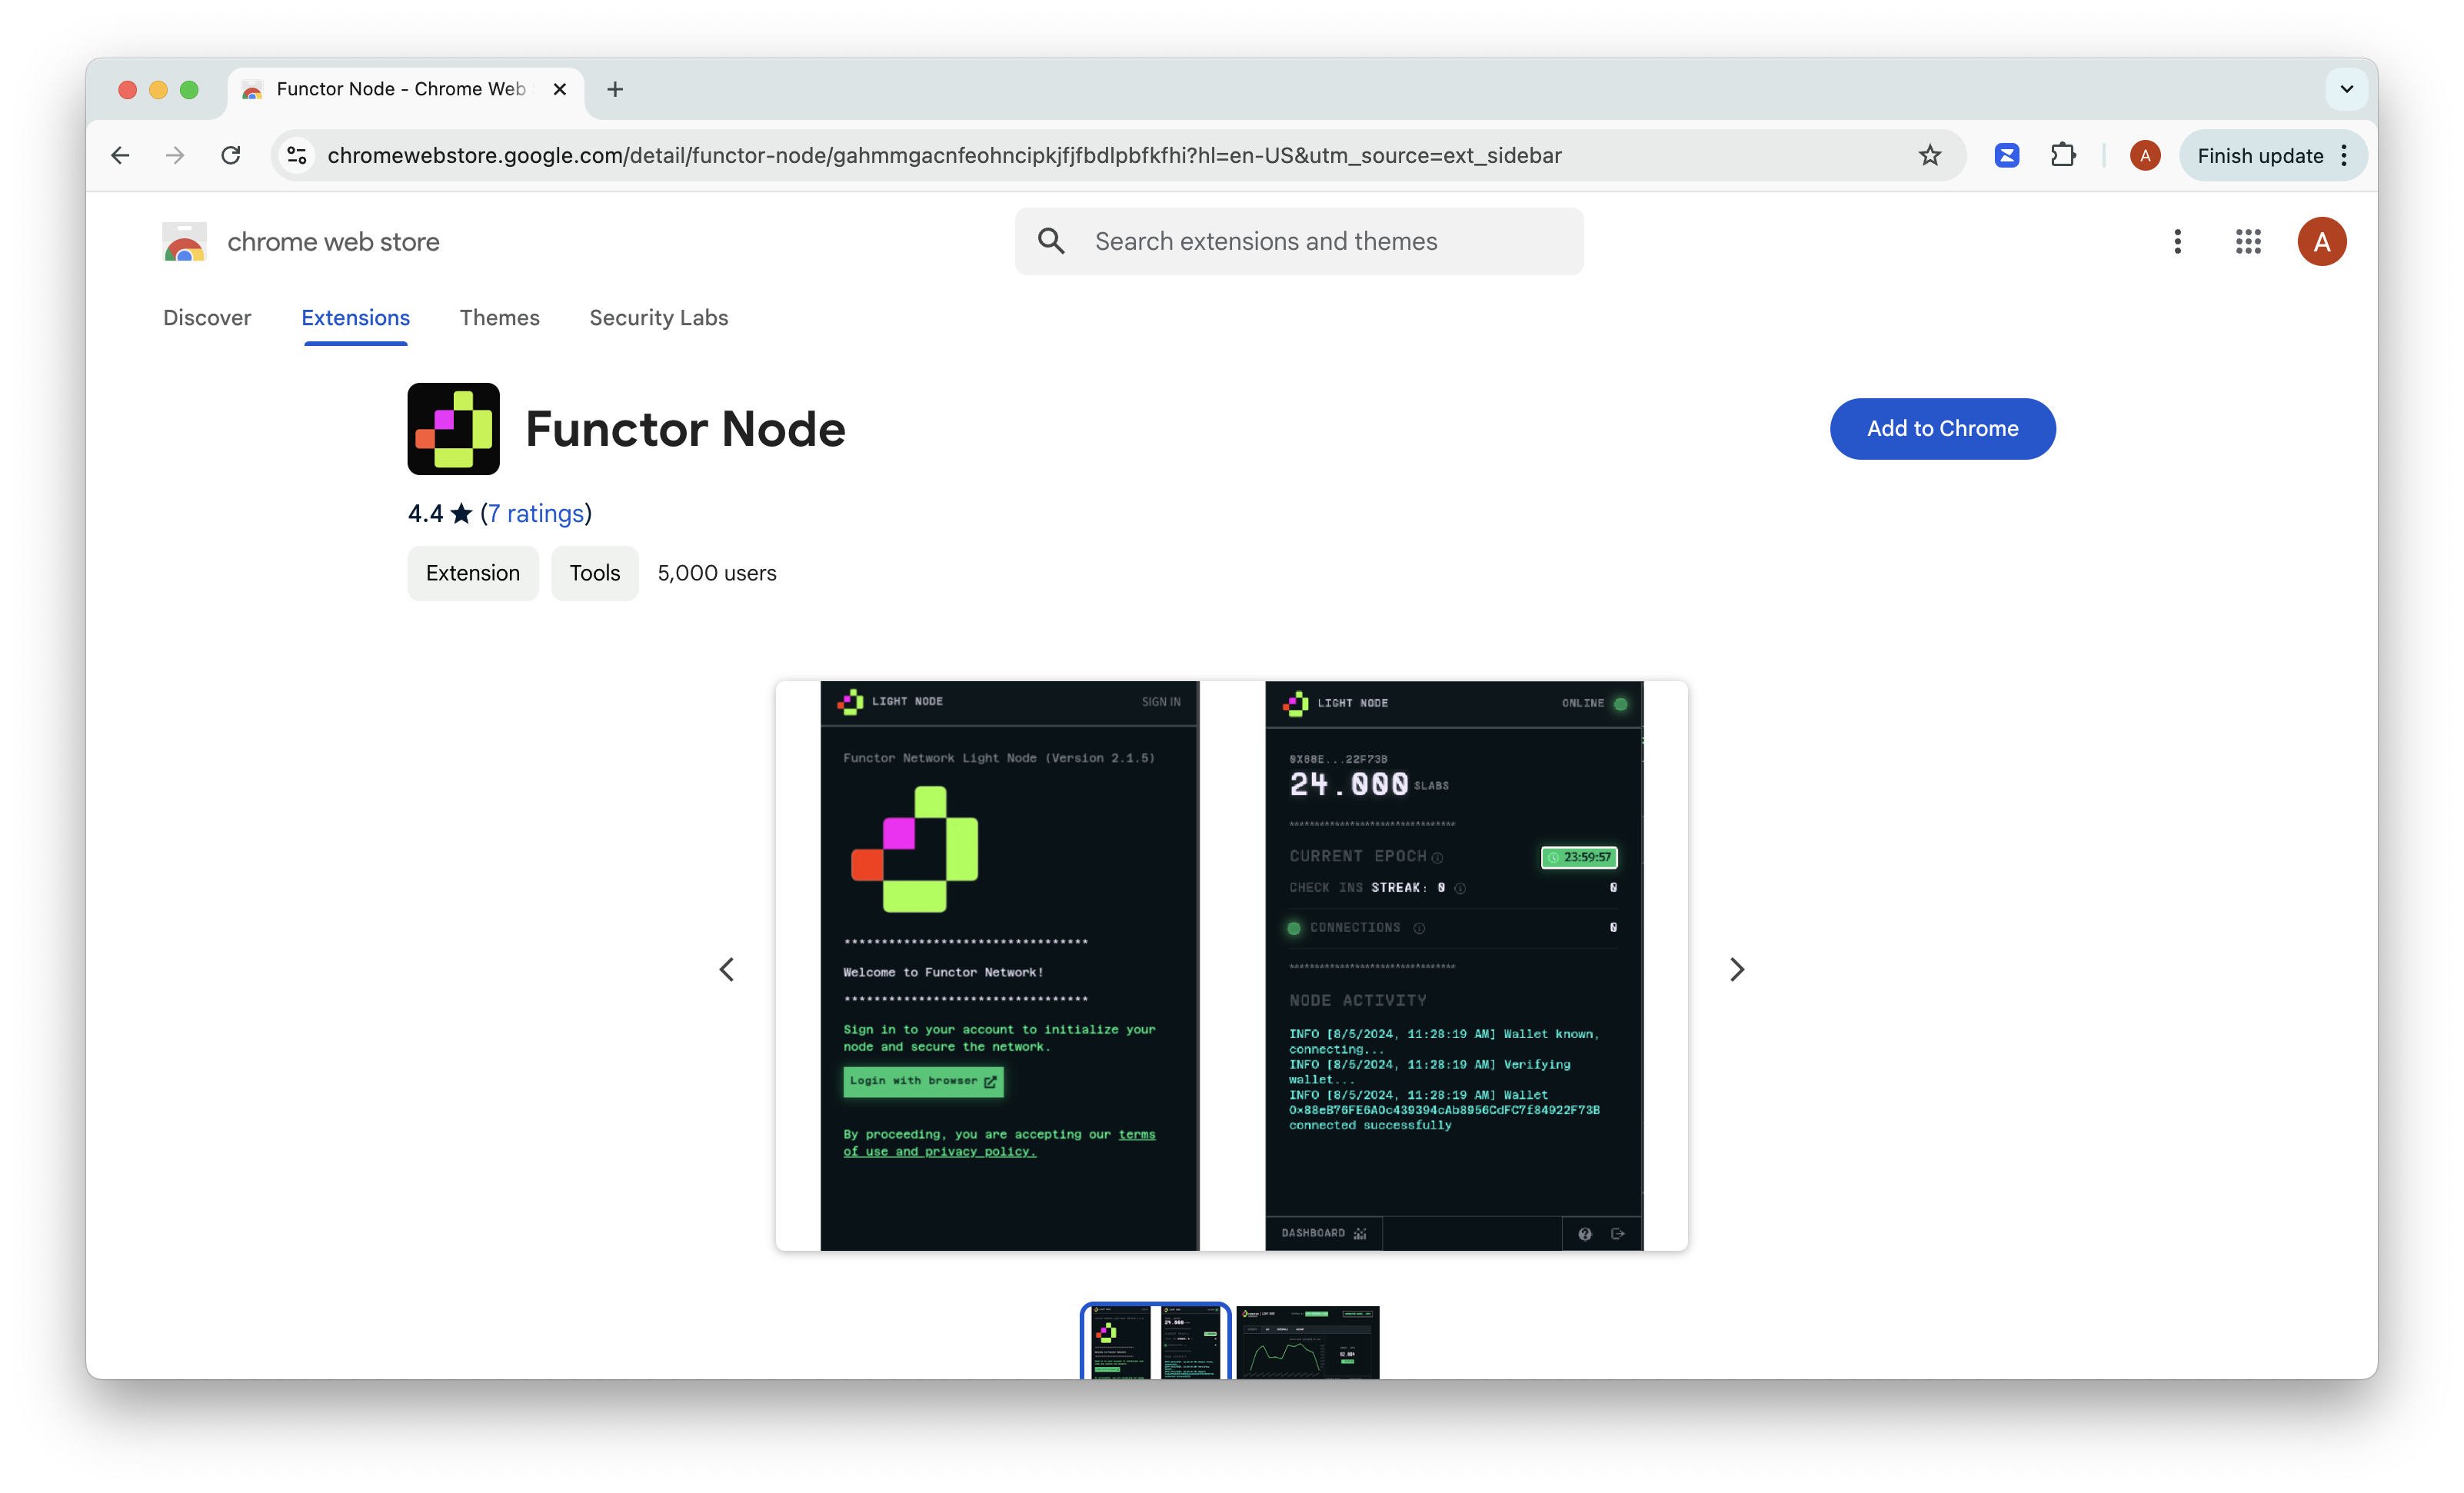 Functor Node - Chrome Web
Finish update
chromewebstore.google.com/detail/functor-node/gahmmgacnfeohncipkjfjfbdlpbfkfhi?hl=en-US&utm_source=ext_sidebar
A
chrome web store
Search extensions and themes
A
Discover
Extensions
Themes
Security Labs
Functor Node
Add to Chrome
4.4 ★ (7 ratings)
Extension
Tools
5,000 users
LIGHT NODE
SIGN IN
Functor Network Light Node (Version 2.1.5)
*********************************
Welcome to Functor Network!
*********************************
Sign in to your account to initialize your
node and secure the network.
Login with browser
By proceeding, you are accepting our terms
of use and privacy policy.
LIGHT NODE
ONLINE
0X88E...22F73B
24.000 SLABS
*********************************
CURRENT EPOCH
23:59:57
CHECK INS STREAK: 0
0
CONNECTIONS
0
*********************************
NODE ACTIVITY
INFO [8/5/2024, 11:28:19 AM] Wallet known,
connecting...
INFO [8/5/2024, 11:28:19 AM] Verifying
wallet...
INFO [8/5/2024, 11:28:19 AM] Wallet
0x88eB76FE6A0c439394cAb8956CdFC7f84922F73B
connected successfully
DASHBOARD